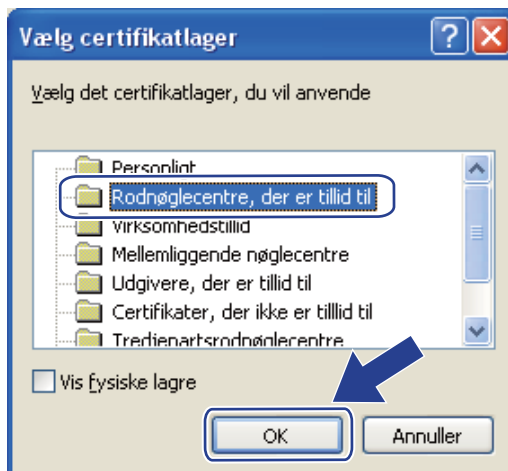 Vælg certifikatlager
Vælg det certifikatlager, du vil anvende
Personligt
Rodnøglecentre, der er tillid til
Virksomhedstillid
Mellemliggende nøglecentre
Udgivere, der er tillid til
Certifikater, der ikke er tilllid til
Tredjepartsrodnøglecentre
Vis fysiske lagre
OK
Annuller